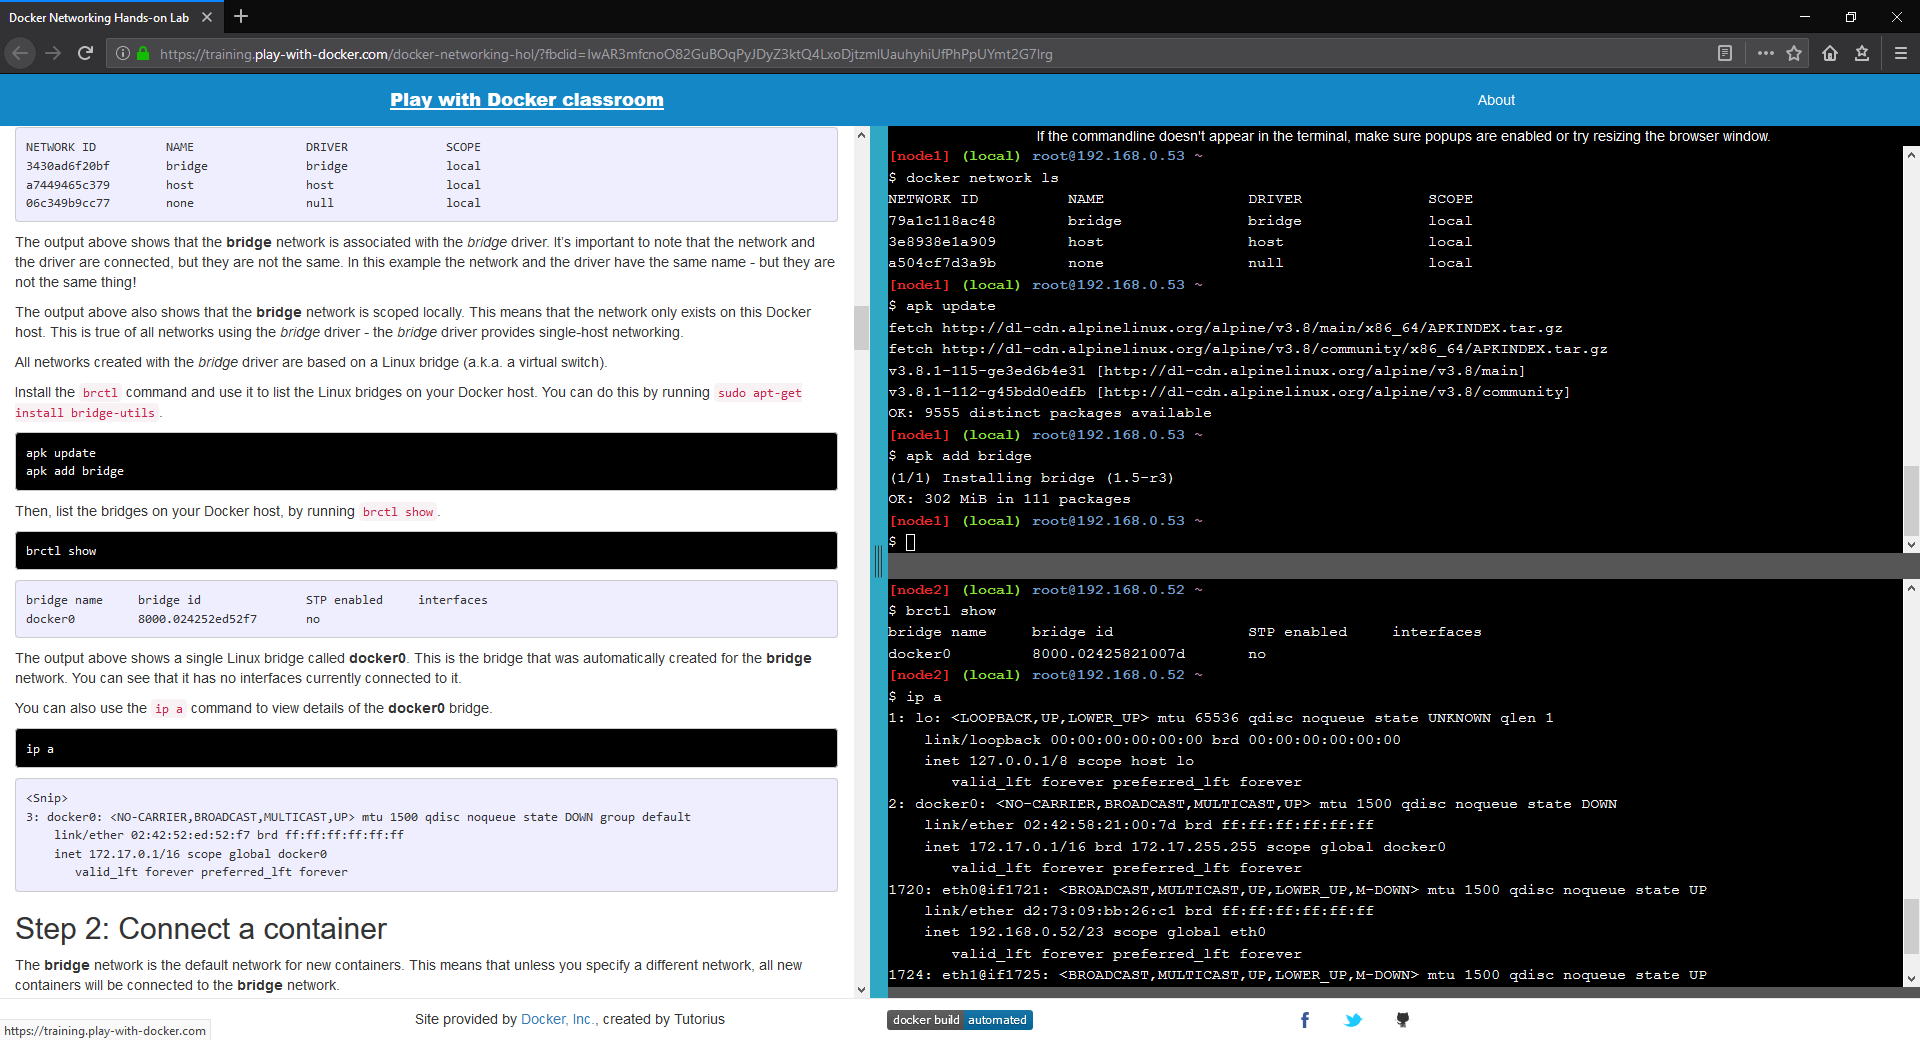 Docker Networking Hands-on Lab
https://training.play-with-docker.com/docker-networking-hol/?fbclid=IwAR3mfcnoO82GuBOqPyJDyZ3ktQ4LxoDjtzmlUauhyhiUfPhPpUYmt2G7lrg
Play with Docker classroom
About
NETWORK ID NAME DRIVER SCOPE
3430ad6f20bf bridge bridge local
a7449465c379 host host local
06c349b9cc77 none null local
The output above shows that the bridge network is associated with the bridge driver. It's important to note that the network and
the driver are connected, but they are not the same. In this example the network and the driver have the same name - but they are
not the same thing!
The output above also shows that the bridge network is scoped locally. This means that the network only exists on this Docker
host. This is true of all networks using the bridge driver - the bridge driver provides single-host networking.
All networks created with the bridge driver are based on a Linux bridge (a.k.a. a virtual switch).
Install the brctl command and use it to list the Linux bridges on your Docker host. You can do this by running sudo apt-get
install bridge-utils.
apk update
apk add bridge
Then, list the bridges on your Docker host, by running brctl show.
brctl show
bridge name bridge id STP enabled interfaces
docker0 8000.024252ed52f7 no
The output above shows a single Linux bridge called docker0. This is the bridge that was automatically created for the bridge
network. You can see that it has no interfaces currently connected to it.
You can also use the ip a command to view details of the docker0 bridge.
ip a
<Snip>
3: docker0: <NO-CARRIER,BROADCAST,MULTICAST,UP> mtu 1500 qdisc noqueue state DOWN group default
link/ether 02:42:52:ed:52:f7 brd ff:ff:ff:ff:ff:ff
inet 172.17.0.1/16 scope global docker0
valid_lft forever preferred_lft forever
Step 2: Connect a container
The bridge network is the default network for new containers. This means that unless you specify a different network, all new
containers will be connected to the bridge network.
If the commandline doesn't appear in the terminal, make sure popups are enabled or try resizing the browser window.
[node1] (local) root@192.168.0.53 ~
$ docker network ls
NETWORK ID NAME DRIVER SCOPE
79a1c118ac48 bridge bridge local
3e8938e1a909 host host local
a504cf7d3a9b none null local
[node1] (local) root@192.168.0.53 ~
$ apk update
fetch http://dl-cdn.alpinelinux.org/alpine/v3.8/main/x86_64/APKINDEX.tar.gz
fetch http://dl-cdn.alpinelinux.org/alpine/v3.8/community/x86_64/APKINDEX.tar.gz
v3.8.1-115-ge3ed6b4e31 [http://dl-cdn.alpinelinux.org/alpine/v3.8/main]
v3.8.1-112-g45bdd0edfb [http://dl-cdn.alpinelinux.org/alpine/v3.8/community]
OK: 9555 distinct packages available
[node1] (local) root@192.168.0.53 ~
$ apk add bridge
(1/1) Installing bridge (1.5-r3)
OK: 302 MiB in 111 packages
[node1] (local) root@192.168.0.53 ~
$
[node2] (local) root@192.168.0.52 ~
$ brctl show
bridge name bridge id STP enabled interfaces
docker0 8000.02425821007d no
[node2] (local) root@192.168.0.52 ~
$ ip a
1: lo: <LOOPBACK,UP,LOWER_UP> mtu 65536 qdisc noqueue state UNKNOWN qlen 1
link/loopback 00:00:00:00:00:00 brd 00:00:00:00:00:00
inet 127.0.0.1/8 scope host lo
valid_lft forever preferred_lft forever
2: docker0: <NO-CARRIER,BROADCAST,MULTICAST,UP> mtu 1500 qdisc noqueue state DOWN
link/ether 02:42:58:21:00:7d brd ff:ff:ff:ff:ff:ff
inet 172.17.0.1/16 brd 172.17.255.255 scope global docker0
valid_lft forever preferred_lft forever
1720: eth0@if1721: <BROADCAST,MULTICAST,UP,LOWER_UP,M-DOWN> mtu 1500 qdisc noqueue state UP
link/ether d2:73:09:bb:26:c1 brd ff:ff:ff:ff:ff:ff
inet 192.168.0.52/23 scope global eth0
valid_lft forever preferred_lft forever
1724: eth1@if1725: <BROADCAST,MULTICAST,UP,LOWER_UP,M-DOWN> mtu 1500 qdisc noqueue state UP
Site provided by Docker, Inc., created by Tutorius
docker build automated
https://training.play-with-docker.com